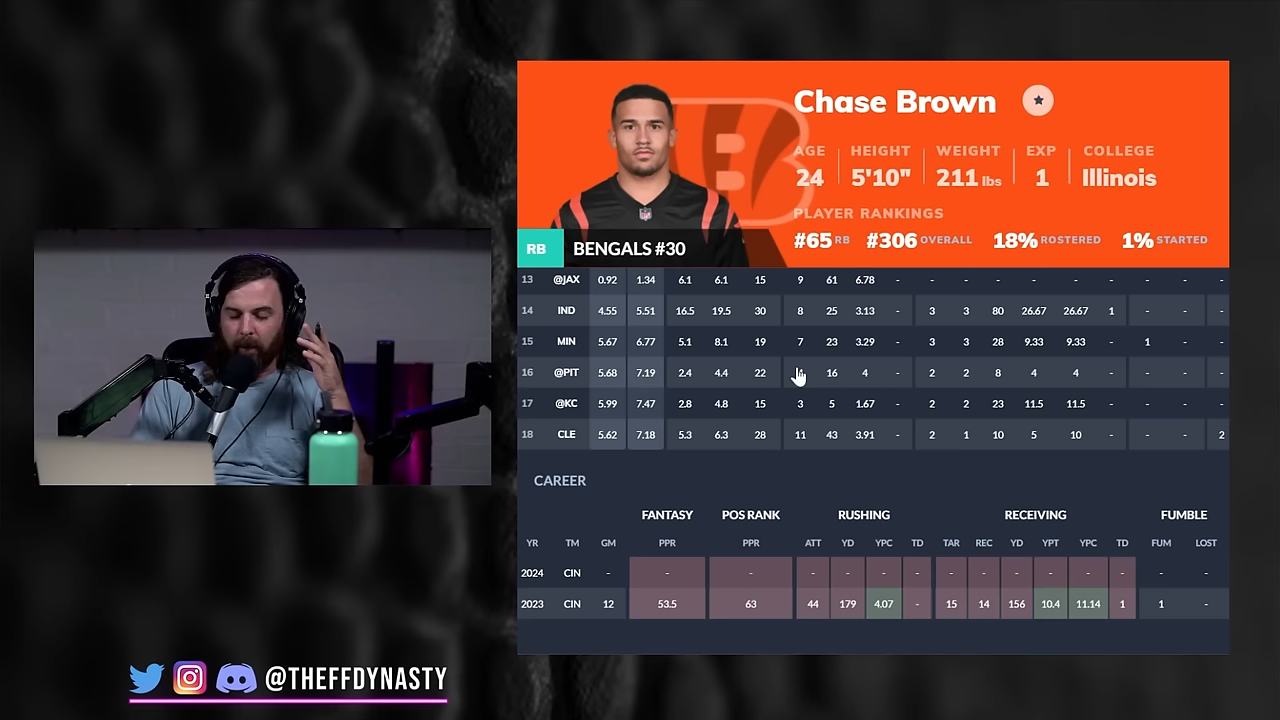 Chase Brown
AGE HEIGHT WEIGHT EXP COLLEGE
24 5'10" 211 lbs 1 Illinois
PLAYER RANKINGS
#65 RB #306 OVERALL 18% ROSTERED 1% STARTED
RB BENGALS #30
13 @JAX 0.92 1.34 6.1 6.1 15 9 61 6.78 - - - - - - - - - - -
14 IND 4.55 5.51 16.5 19.5 30 8 25 3.13 - 3 3 80 26.67 26.67 1 - - - -
15 MIN 5.67 6.77 5.1 8.1 19 7 23 3.29 - 3 3 28 9.33 9.33 - 1 - - -
16 @PIT 5.68 7.19 2.4 4.4 22 16 4 - 2 2 8 4 4 - - - - -
17 @KC 5.99 7.47 2.8 4.8 15 3 5 1.67 - 2 2 23 11.5 11.5 - - - - -
18 CLE 5.62 7.18 5.3 6.3 28 11 43 3.91 - 2 1 10 5 10 - - - - 2
CAREER
FANTASY POS RANK RUSHING RECEIVING FUMBLE
YR TM GM PPR PPR ATT YD YPC TD TAR REC YD YPT YPC TD FUM LOST
2024 CIN - - - - - - - - - - - - - - -
2023 CIN 12 53.5 63 44 179 4.07 - 15 14 156 10.4 11.14 1 1 -
@THEFFDYNASTY